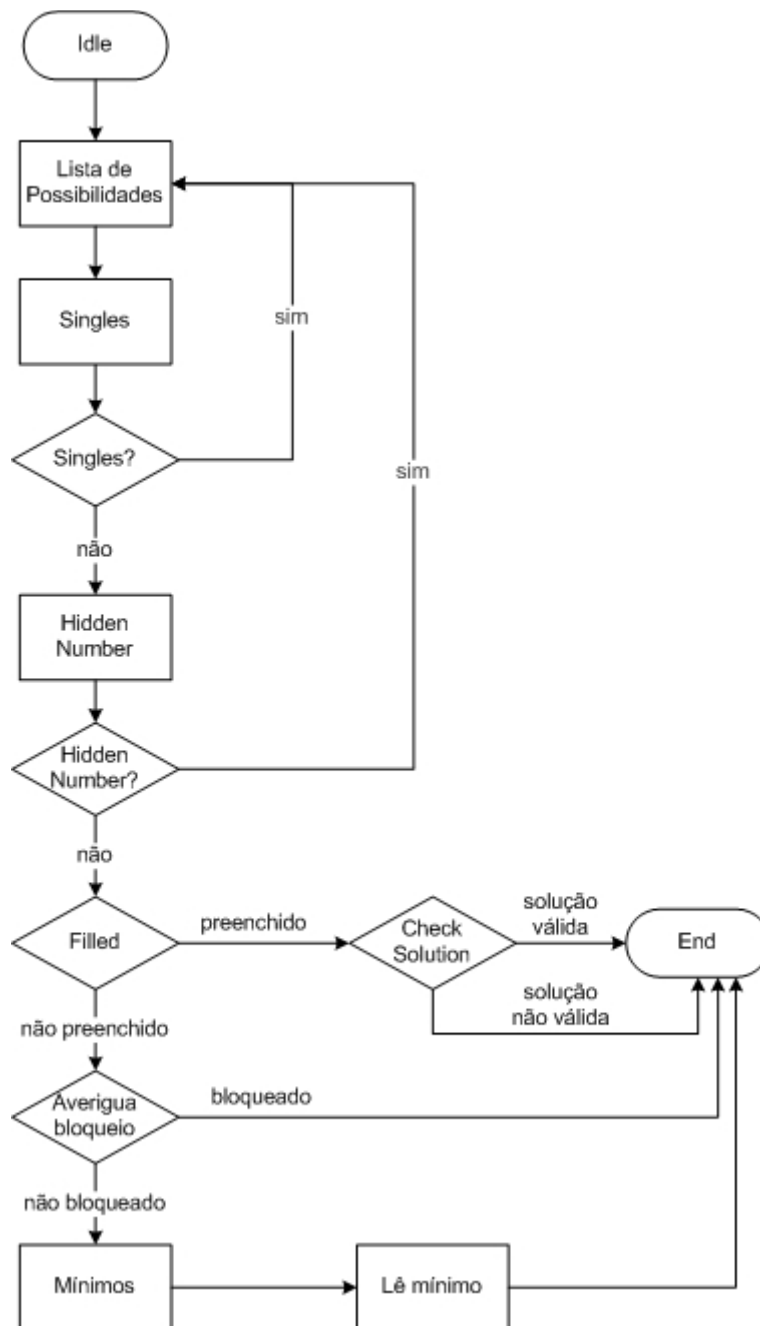 Idle
Lista de
Possibilidades
Singles
sim
Singles?
sim
não
Hidden
Number
Hidden
Number?
não
Filled
preenchido
Check
Solution
solução
válida
End
solução
não válida
não preenchido
Averigua
bloqueio
bloqueado
não bloqueado
Mínimos
Lê mínimo